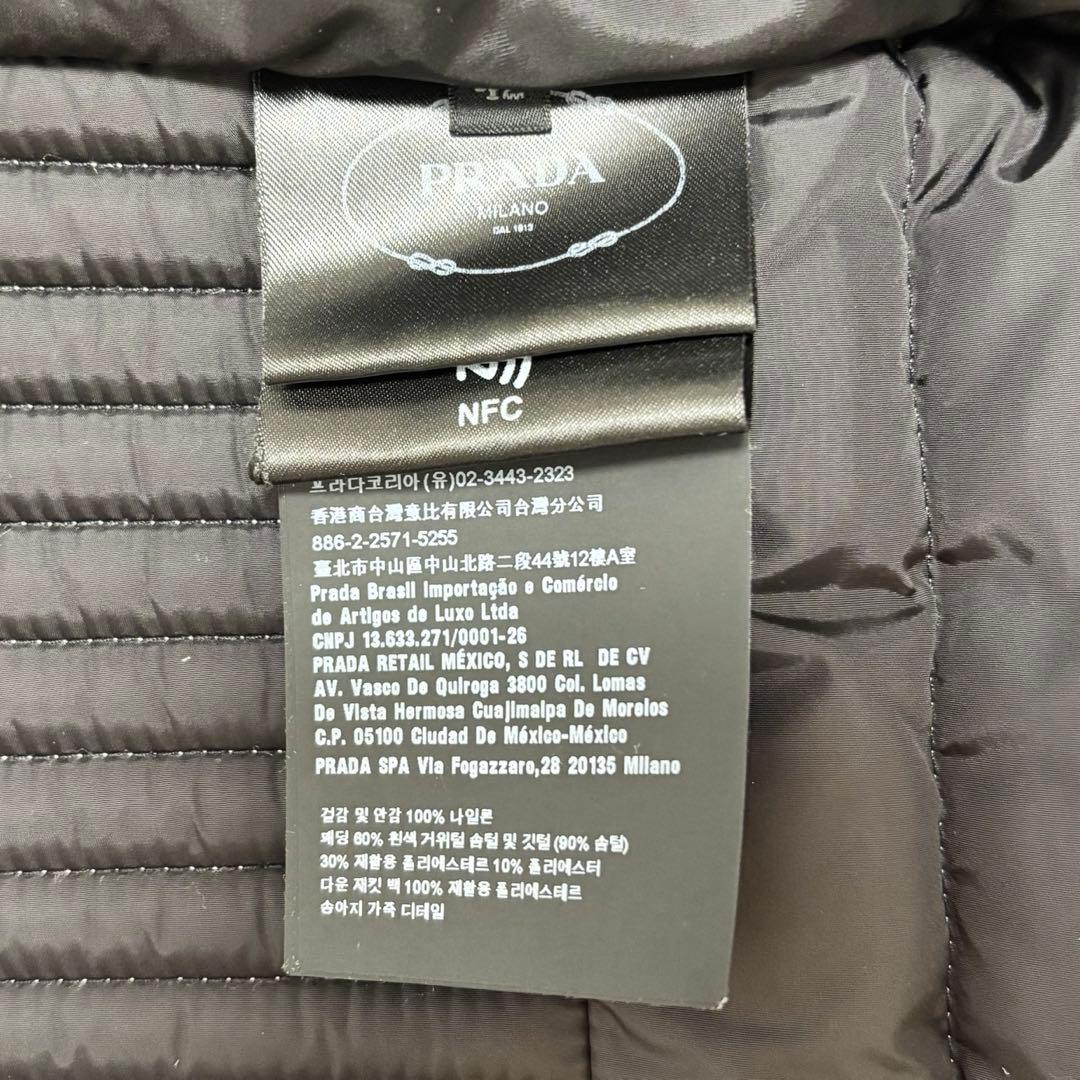 PRADA
MILANO
DAL 1913
NFC
프라다코리아(유)02-3443-2323
香港商台灣意比有限公司台灣分公司
886-2-2571-5255
臺北市中山區中山北路二段44號12樓A室
Prada Brasil Importação e Comércio
de Artigos de Luxo Ltda
CNPJ 13.633.271/0001-26
PRADA RETAIL MÉXICO, S DE RL DE CV
AV. Vasco De Quiroga 3800 Col. Lomas
De Vista Hermosa Cuajimalpa De Morelos
C.P. 05100 Ciudad De México-México
PRADA SPA Via Fogazzaro,28 20135 Milano
겉감 및 안감 100% 나일론
패딩 60% 흰색 거위털 솜털 및 깃털(90% 솜털)
30% 재활용 폴리에스테르 10% 폴리에스터
다운 재킷 백 100% 재활용 폴리에스테르
송아지 가죽 디테일